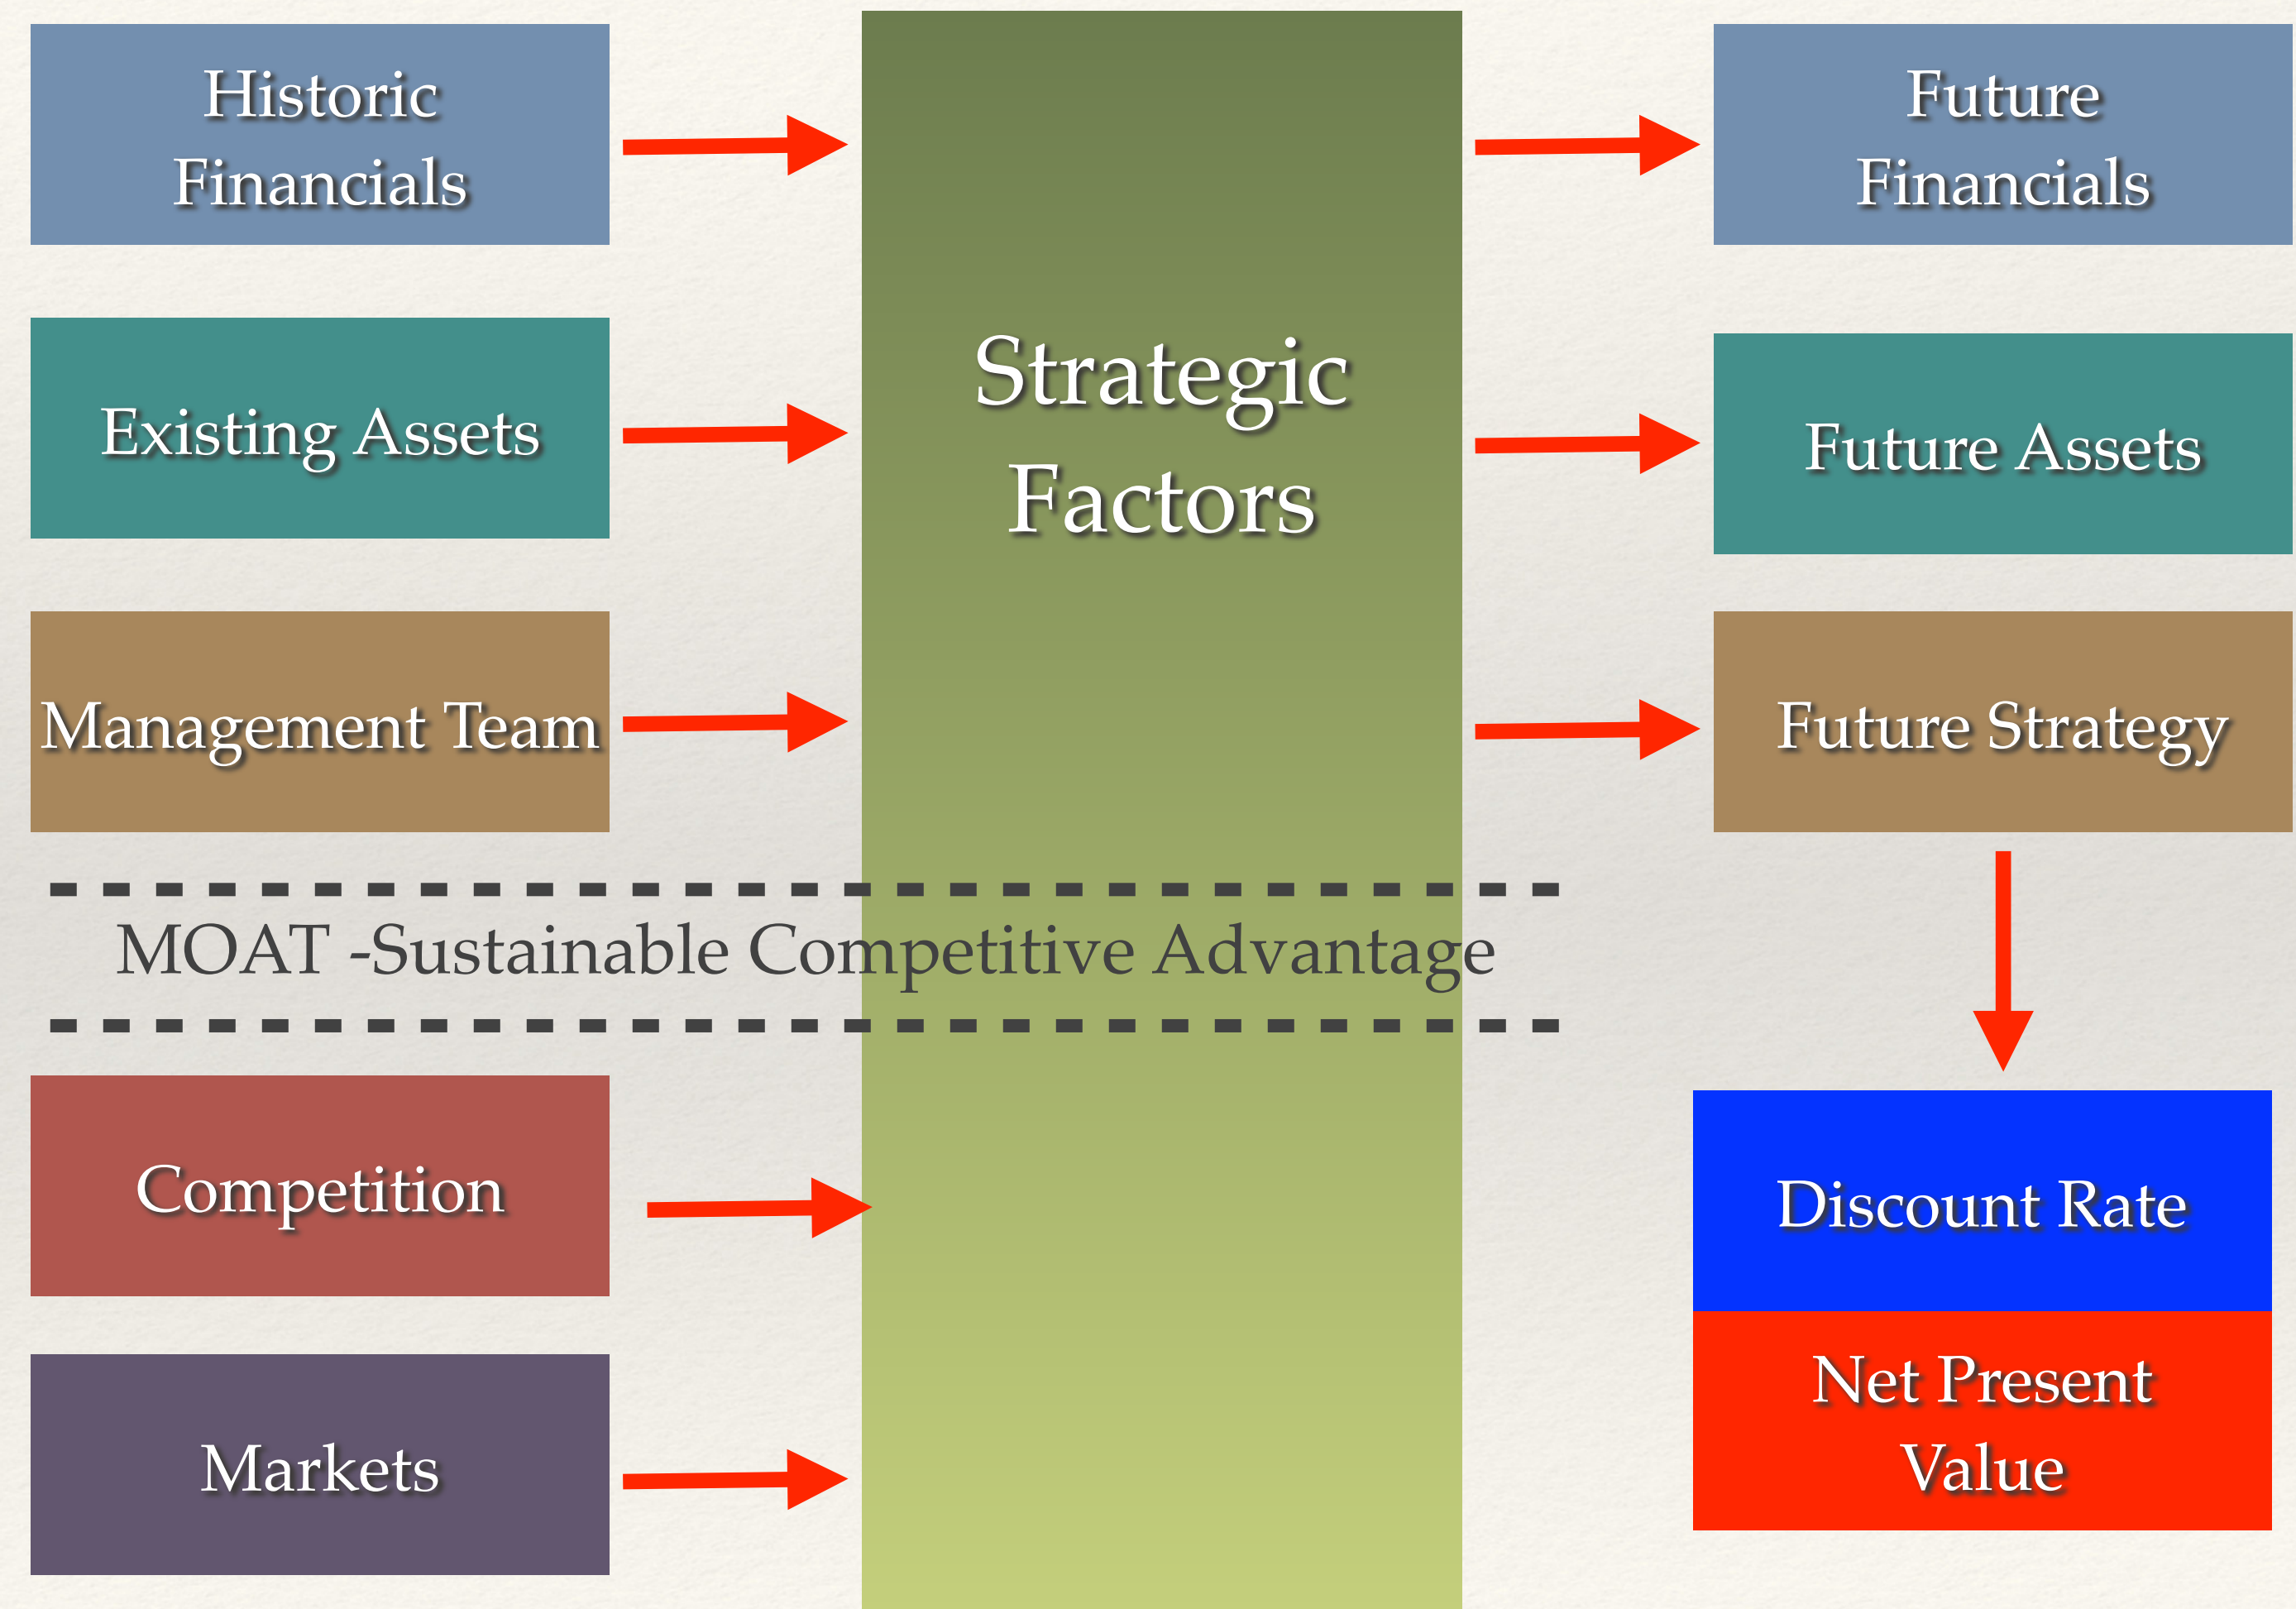 Historic
Financials
Existing Assets
Management Team
Strategic
Factors
Future
Financials
Future Assets
Future Strategy
MOAT -Sustainable Competitive Advantage
Competition
Markets
Discount Rate
Net Present
Value